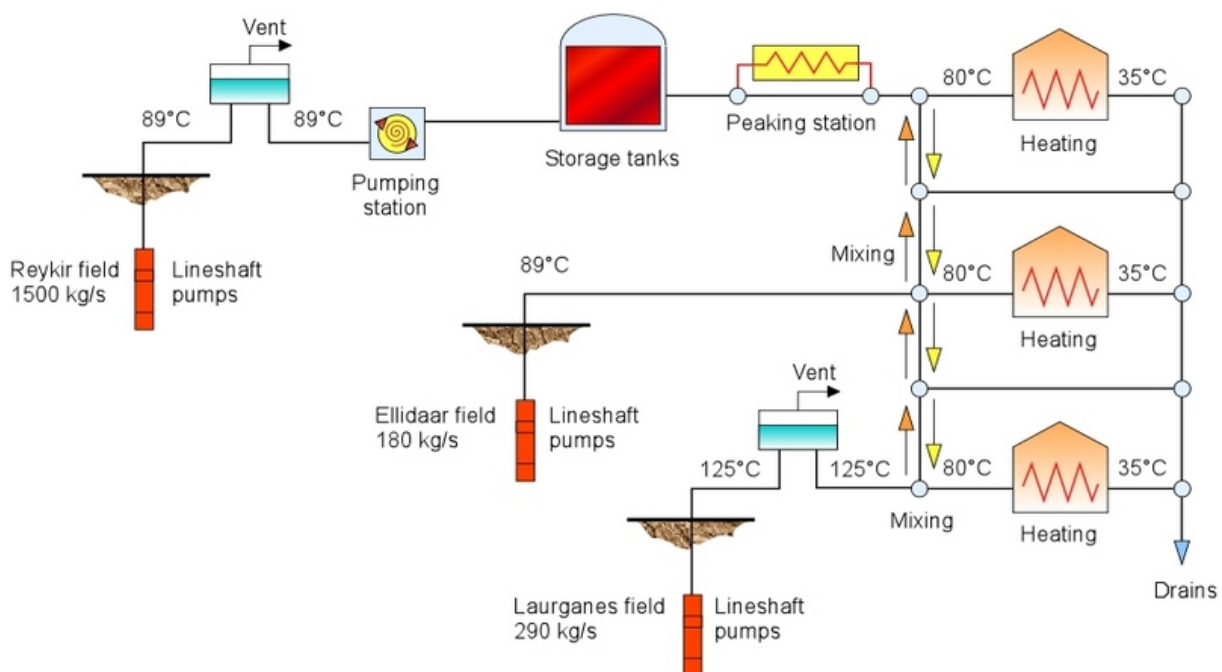 Vent
89°C
89°C
Pumping
station
Storage tanks
Peaking station
80°C
35°C
Heating
Reykir field
1500 kg/s
Lineshaft
pumps
Mixing
89°C
80°C
35°C
Heating
Ellidaar field
180 kg/s
Lineshaft
pumps
Vent
125°C
125°C
80°C
35°C
Mixing
Heating
Laurganes field
290 kg/s
Lineshaft
pumps
Drains